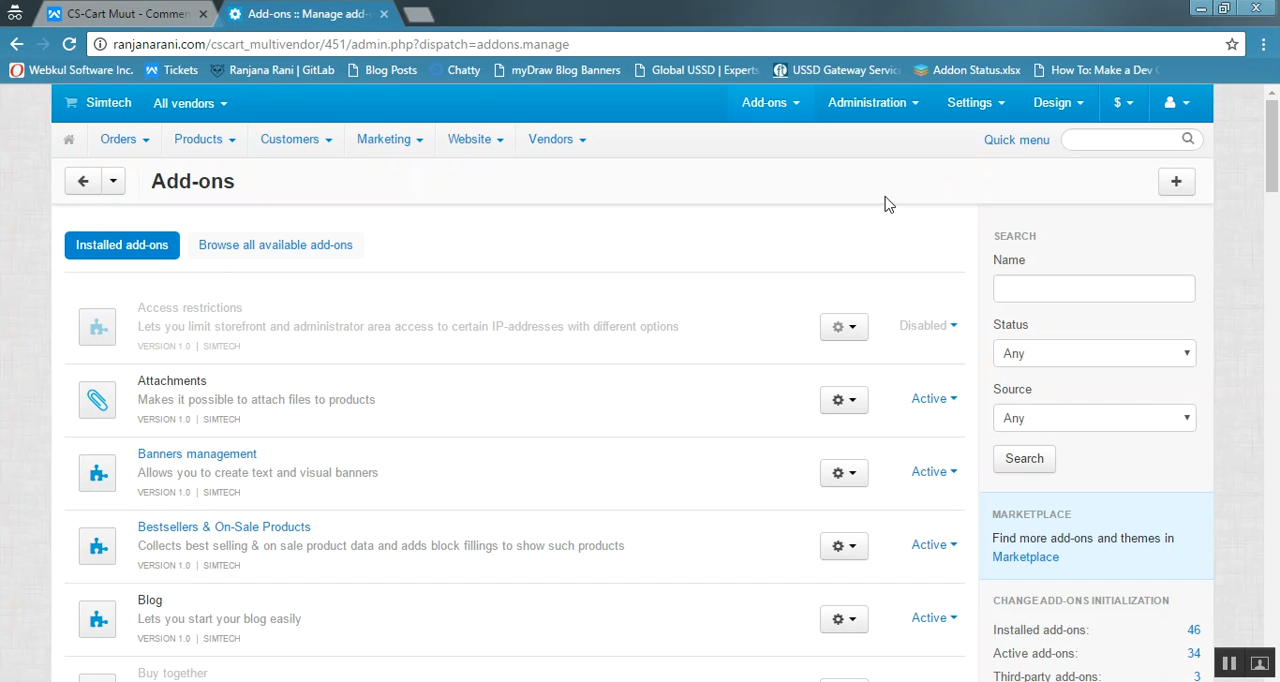 CS-Cart Muut - Commen
Add-ons :: Manage add-
ranjanarani.com/cscart_multivendor/451/admin.php?dispatch=addons.manage
Webkul Software Inc. Tickets Ranjana Rani | GitLab Blog Posts Chatty myDraw Blog Banners Global USSD | Experts USSD Gateway Servic Addon Status.xlsx How To: Make a Dev
Simtech All vendors Add-ons Administration Settings Design $
Orders Products Customers Marketing Website Vendors Quick menu
Add-ons
+
Installed add-ons Browse all available add-ons
Access restrictions
Lets you limit storefront and administrator area access to certain IP-addresses with different options
VERSION 1.0 | SIMTECH
Disabled
Attachments
Makes it possible to attach files to products
VERSION 1.0 | SIMTECH
Active
Banners management
Allows you to create text and visual banners
VERSION 1.0 | SIMTECH
Active
Bestsellers & On-Sale Products
Collects best selling & on sale product data and adds block fillings to show such products
VERSION 1.0 | SIMTECH
Active
Blog
Lets you start your blog easily
VERSION 1.0 | SIMTECH
Active
Buy together
SEARCH
Name
Status
Any
Source
Any
Search
MARKETPLACE
Find more add-ons and themes in
Marketplace
CHANGE ADD-ONS INITIALIZATION
Installed add-ons: 46
Active add-ons: 34
Third-party add-ons: 3